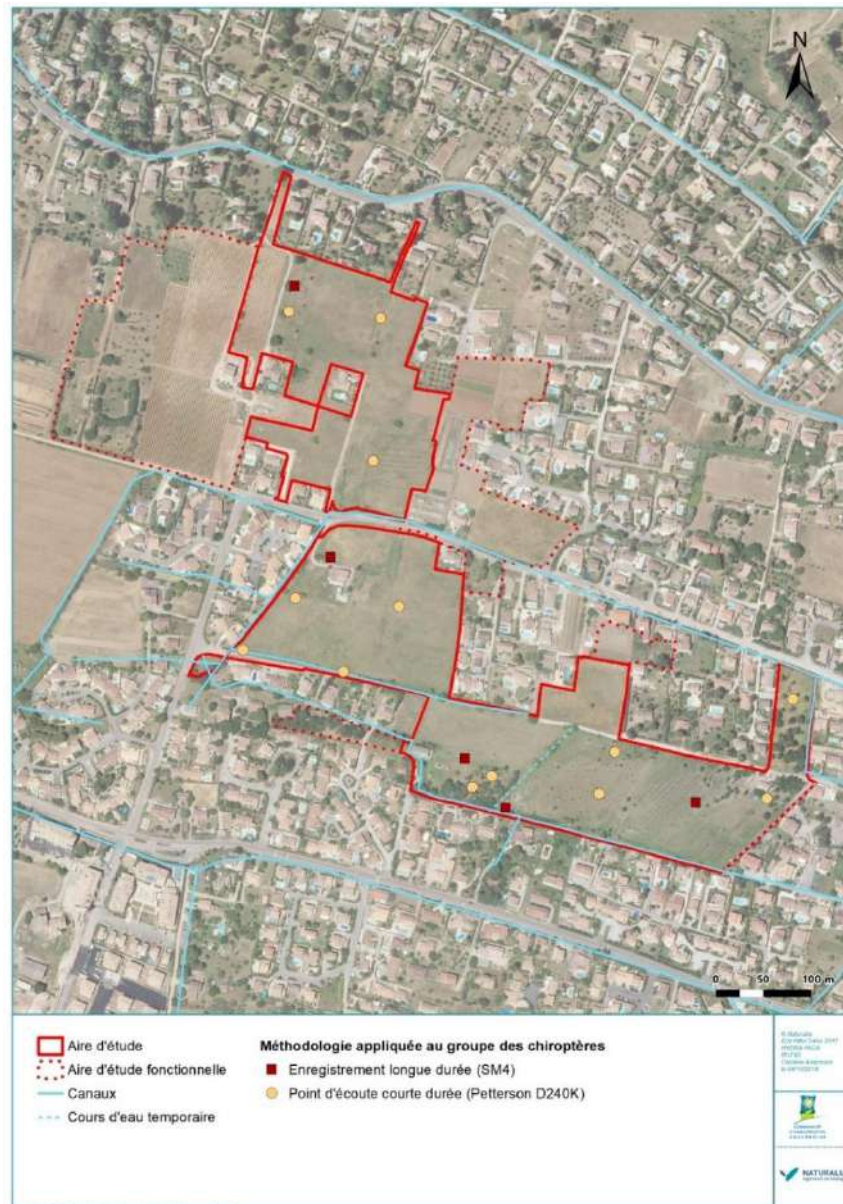 N
0 50 100 m
Aire d'étude
Aire d'étude fonctionnelle
Canaux
Cours d'eau temporaire
Méthodologie appliquée au groupe des chiroptères
Enregistrement longue durée (SM4)
Point d'écoute courte durée (Petterson D240K)